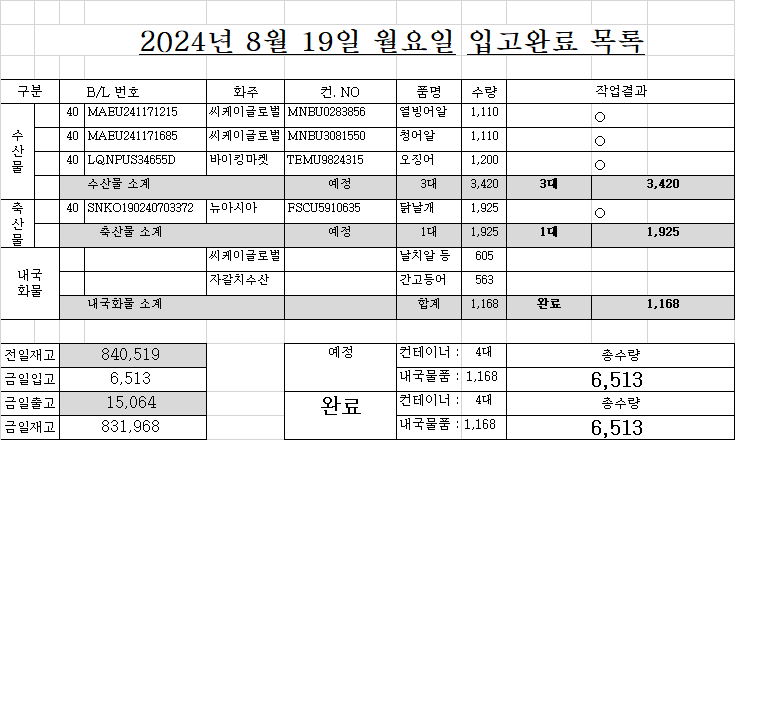 2024년 8월 19일 월요일 입고완료 목록
구분 B/L 번호 화주 컨. NO 품명 수량 작업결과
수산물 40 MAEU241171215 씨케이글로벌 MNBU0283856 열빙어알 1,110 ○
40 MAEU241171685 씨케이글로벌 MNBU3081550 청어알 1,110 ○
40 LQNPUS34655D 바이킹마켓 TEMU9824315 오징어 1,200 ○
수산물 소계 예정 3대 3,420 3대 3,420
축산물 40 SNKO190240703372 뉴아시아 FSCU5910635 닭날개 1,925 ○
축산물 소계 예정 1대 1,925 1대 1,925
내국화물 씨케이글로벌 날치알 등 605
자갈치수산 간고등어 563
내국화물 소계 합계 1,168 완료 1,168
전일재고 840,519 예정 컨테이너 : 4대 총수량
금일입고 6,513 내국물품 : 1,168 6,513
금일출고 15,064 완료 컨테이너 : 4대 총수량
금일재고 831,968 내국물품 : 1,168 6,513